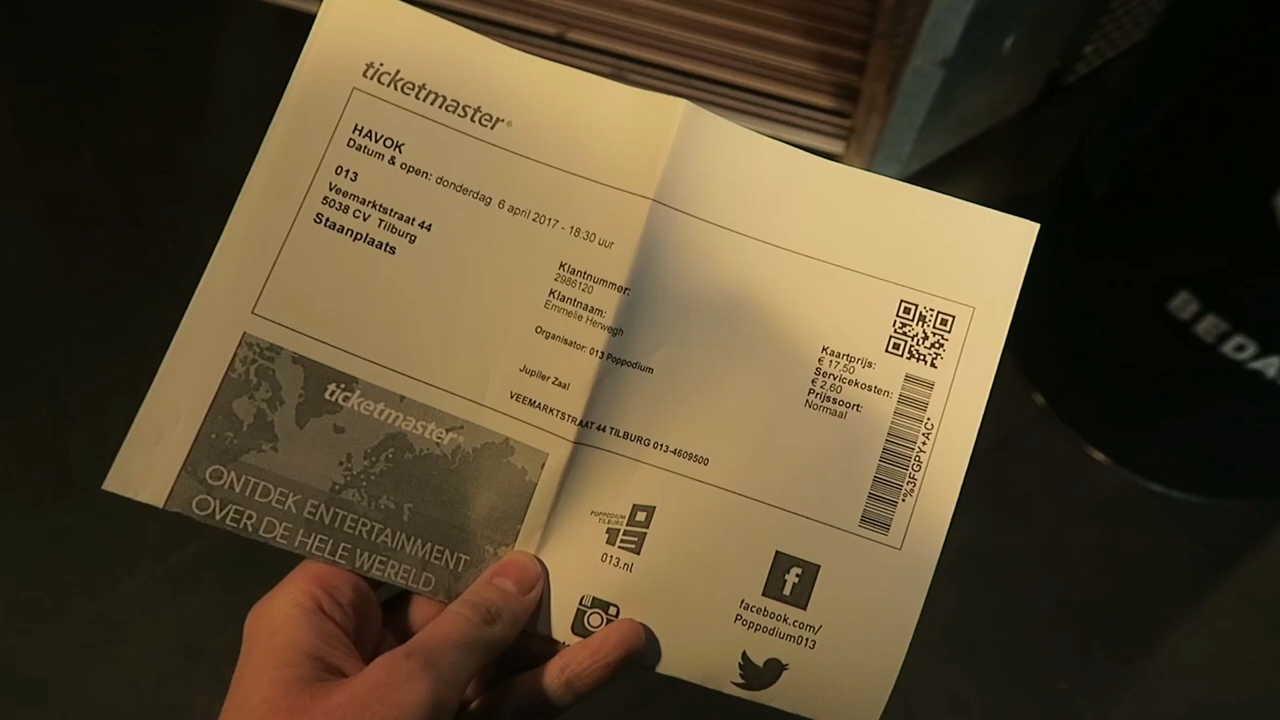 ticketmaster®
HAVOK
Datum & open: donderdag 6 april 2017 - 18:30 uur
013
Veemarktstraat 44
5038 CV Tilburg
Staanplaats
Klantnummer:
2986120
Klantnaam:
Emmelie Herwegh
Organisator: 013 Poppodium
Jupiler Zaal
VEEMARKTSTRAAT 44 TILBURG 013-4609500
Kaartprijs:
€ 17,50
Servicekosten:
€ 2,60
Prijssoort:
Normaal
*%3FGPY+AC*
ticketmaster
ONTDEK ENTERTAINMENT
OVER DE HELE WERELD
POPPODIUM
TILBURG
013
013.nl
facebook.com/
Poppodium013
BEDA